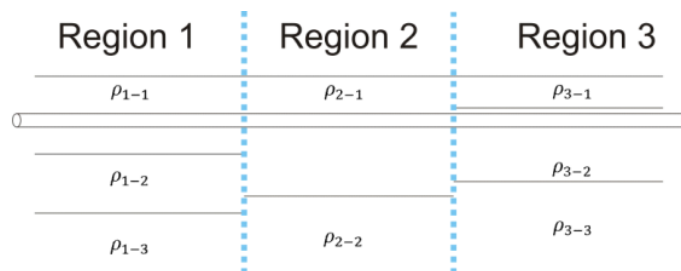 Region 1 Region 2 Region 3
ρ₁₋₁ ρ₂₋₁ ρ₃₋₁
ρ₁₋₂ ρ₃₋₂
ρ₁₋₃ ρ₂₋₂ ρ₃₋₃